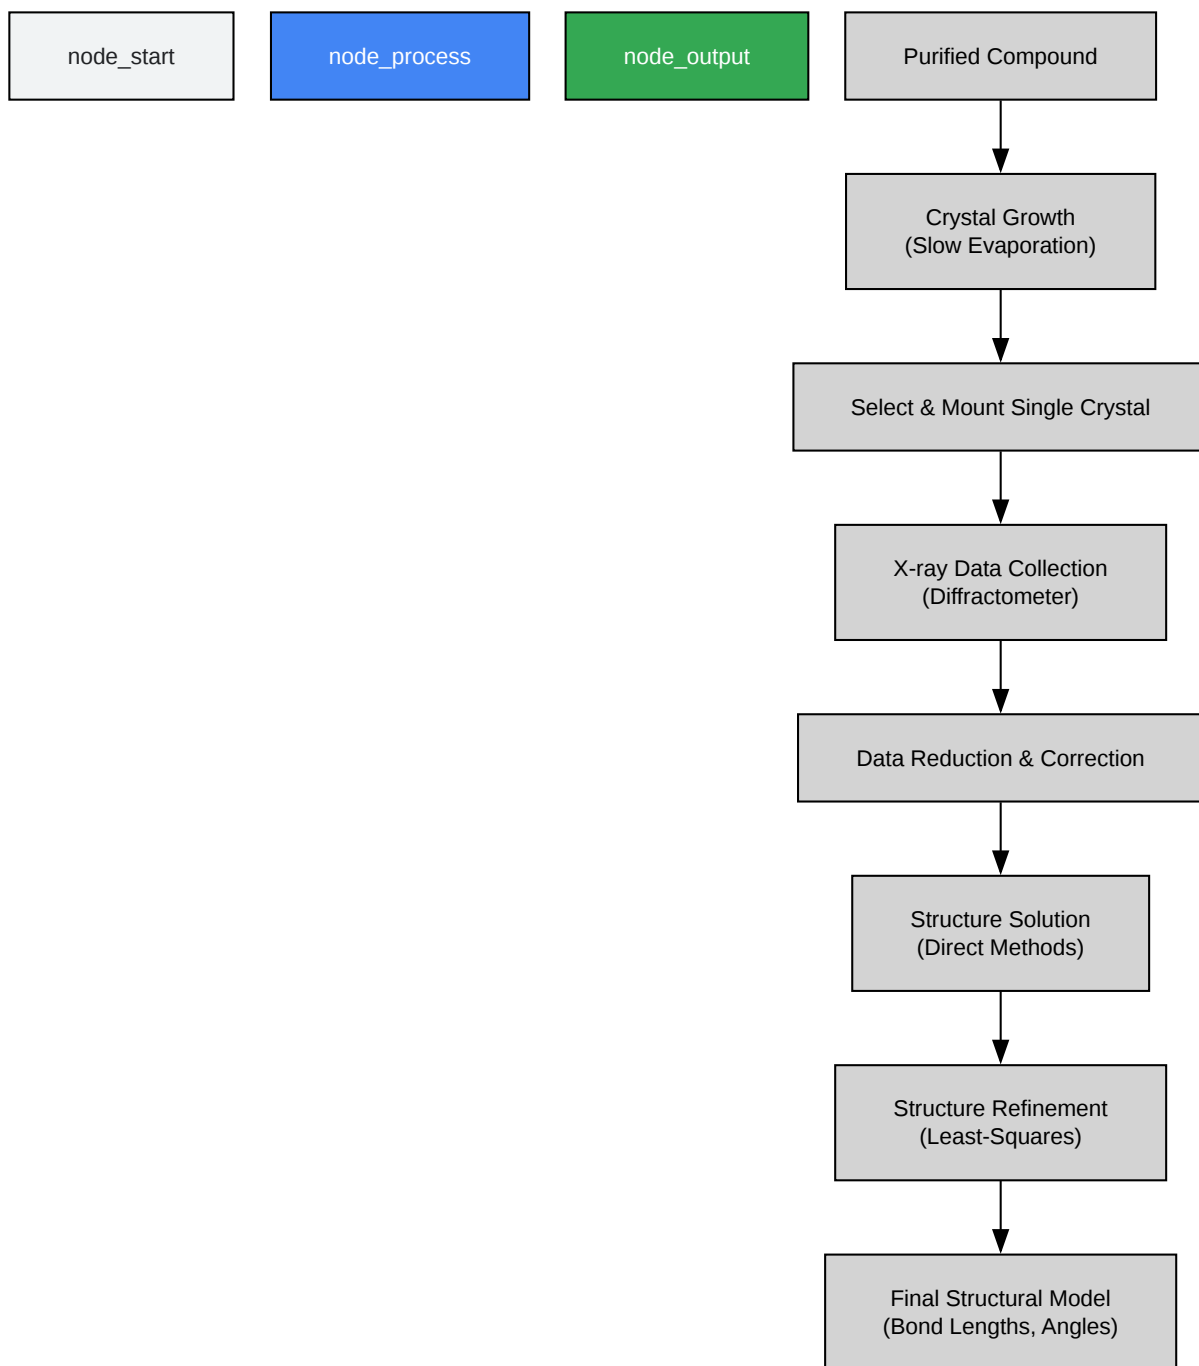 node_start
node_process
node_output
Purified Compound
Crystal Growth
(Slow Evaporation)
Select & Mount Single Crystal
X-ray Data Collection
(Diffractometer)
Data Reduction & Correction
Structure Solution
(Direct Methods)
Structure Refinement
(Least-Squares)
Final Structural Model
(Bond Lengths, Angles)